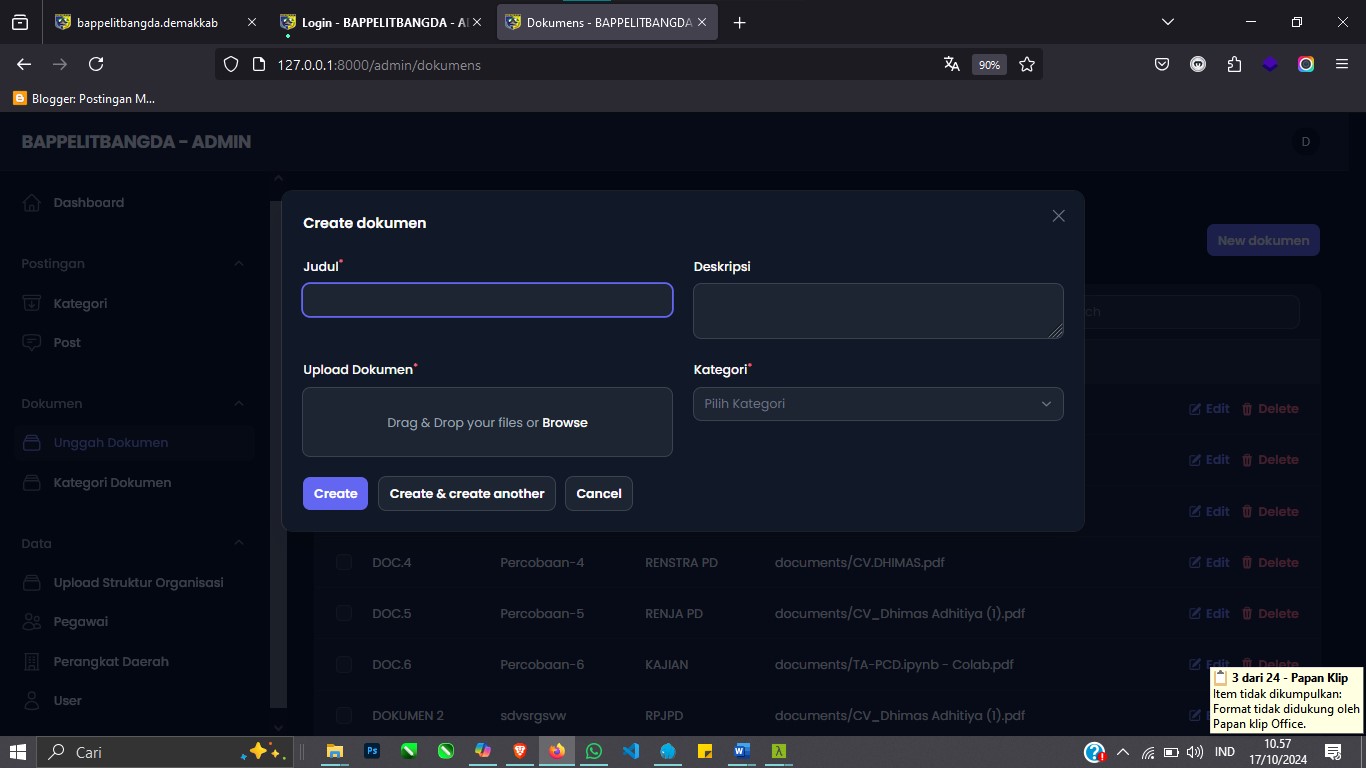 bappelitbangda.demakkab
Login - BAPPELITBANGDA - A
Dokumens - BAPPELITBANGDA
127.0.0.1:8000/admin/dokumens
90%
Blogger: Postingan M...
BAPPELITBANGDA - ADMIN
D
Dashboard
Postingan
Kategori
Post
Dokumen
Unggah Dokumen
Kategori Dokumen
Data
Upload Struktur Organisasi
Pegawai
Perangkat Daerah
User
New dokumen
Create dokumen
Judul*
Deskripsi
Upload Dokumen*
Drag & Drop your files or Browse
Kategori*
Pilih Kategori
Create
Create & create another
Cancel
ch
Edit Delete
Edit Delete
Edit Delete
DOC.4 Percobaan-4 RENSTRA PD documents/CV.DHIMAS.pdf Edit Delete
DOC.5 Percobaan-5 RENJA PD documents/CV_Dhimas Adhitiya (1).pdf Edit Delete
DOC.6 Percobaan-6 KAJIAN documents/TA-PCD.ipynb - Colab.pdf Edit Delete
DOKUMEN 2 sdvsrgsvw RPJPD documents/CV_Dhimas Adhitiya (1).pdf
3 dari 24 - Papan Klip
Item tidak dikumpulkan:
Format tidak didukung oleh
Papan klip Office.
Cari
Ps
IND
10.57
17/10/2024